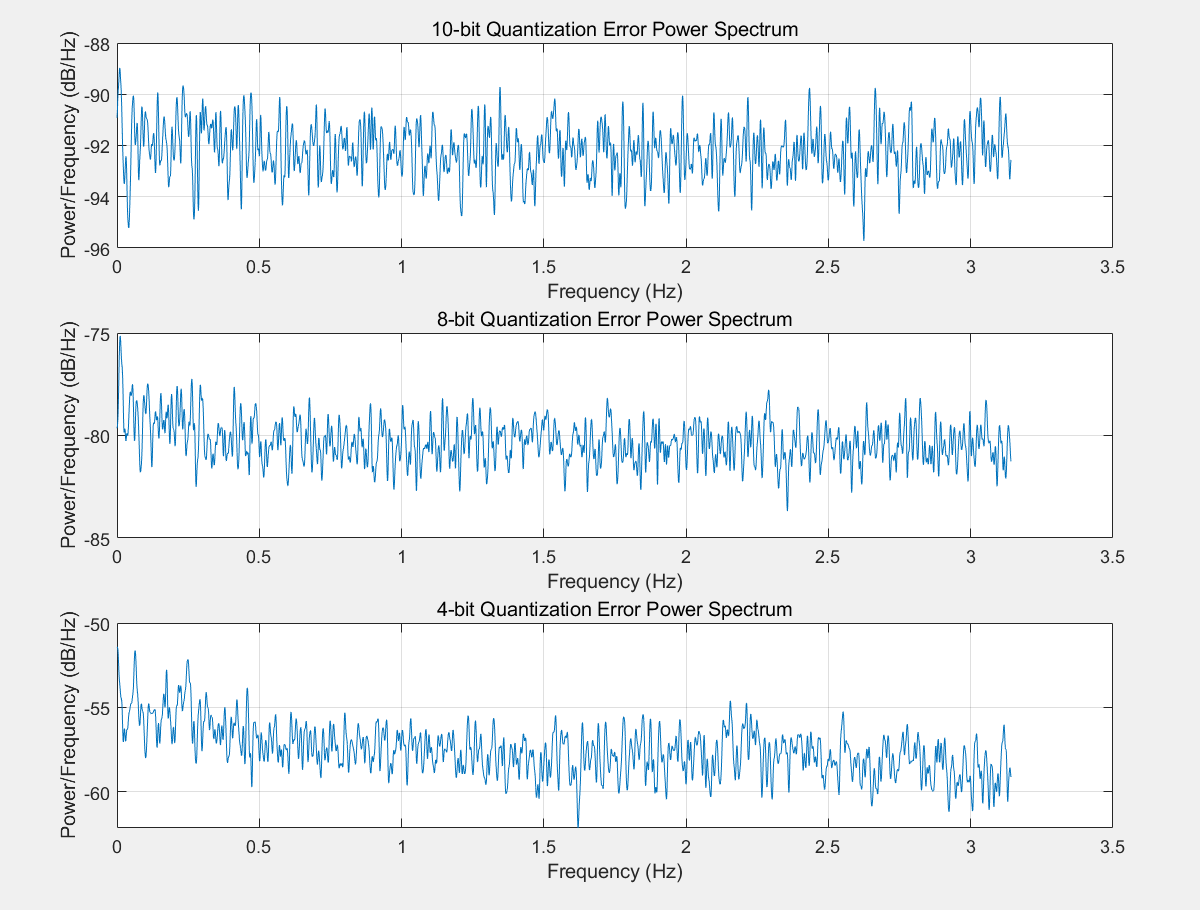 10-bit Quantization Error Power Spectrum
Power/Frequency (dB/Hz)
-88
-90
-92
-94
-96
0 0.5 1 1.5 2 2.5 3 3.5
Frequency (Hz)
8-bit Quantization Error Power Spectrum
Power/Frequency (dB/Hz)
-75
-80
-85
0 0.5 1 1.5 2 2.5 3 3.5
Frequency (Hz)
4-bit Quantization Error Power Spectrum
Power/Frequency (dB/Hz)
-50
-55
-60
0 0.5 1 1.5 2 2.5 3 3.5
Frequency (Hz)